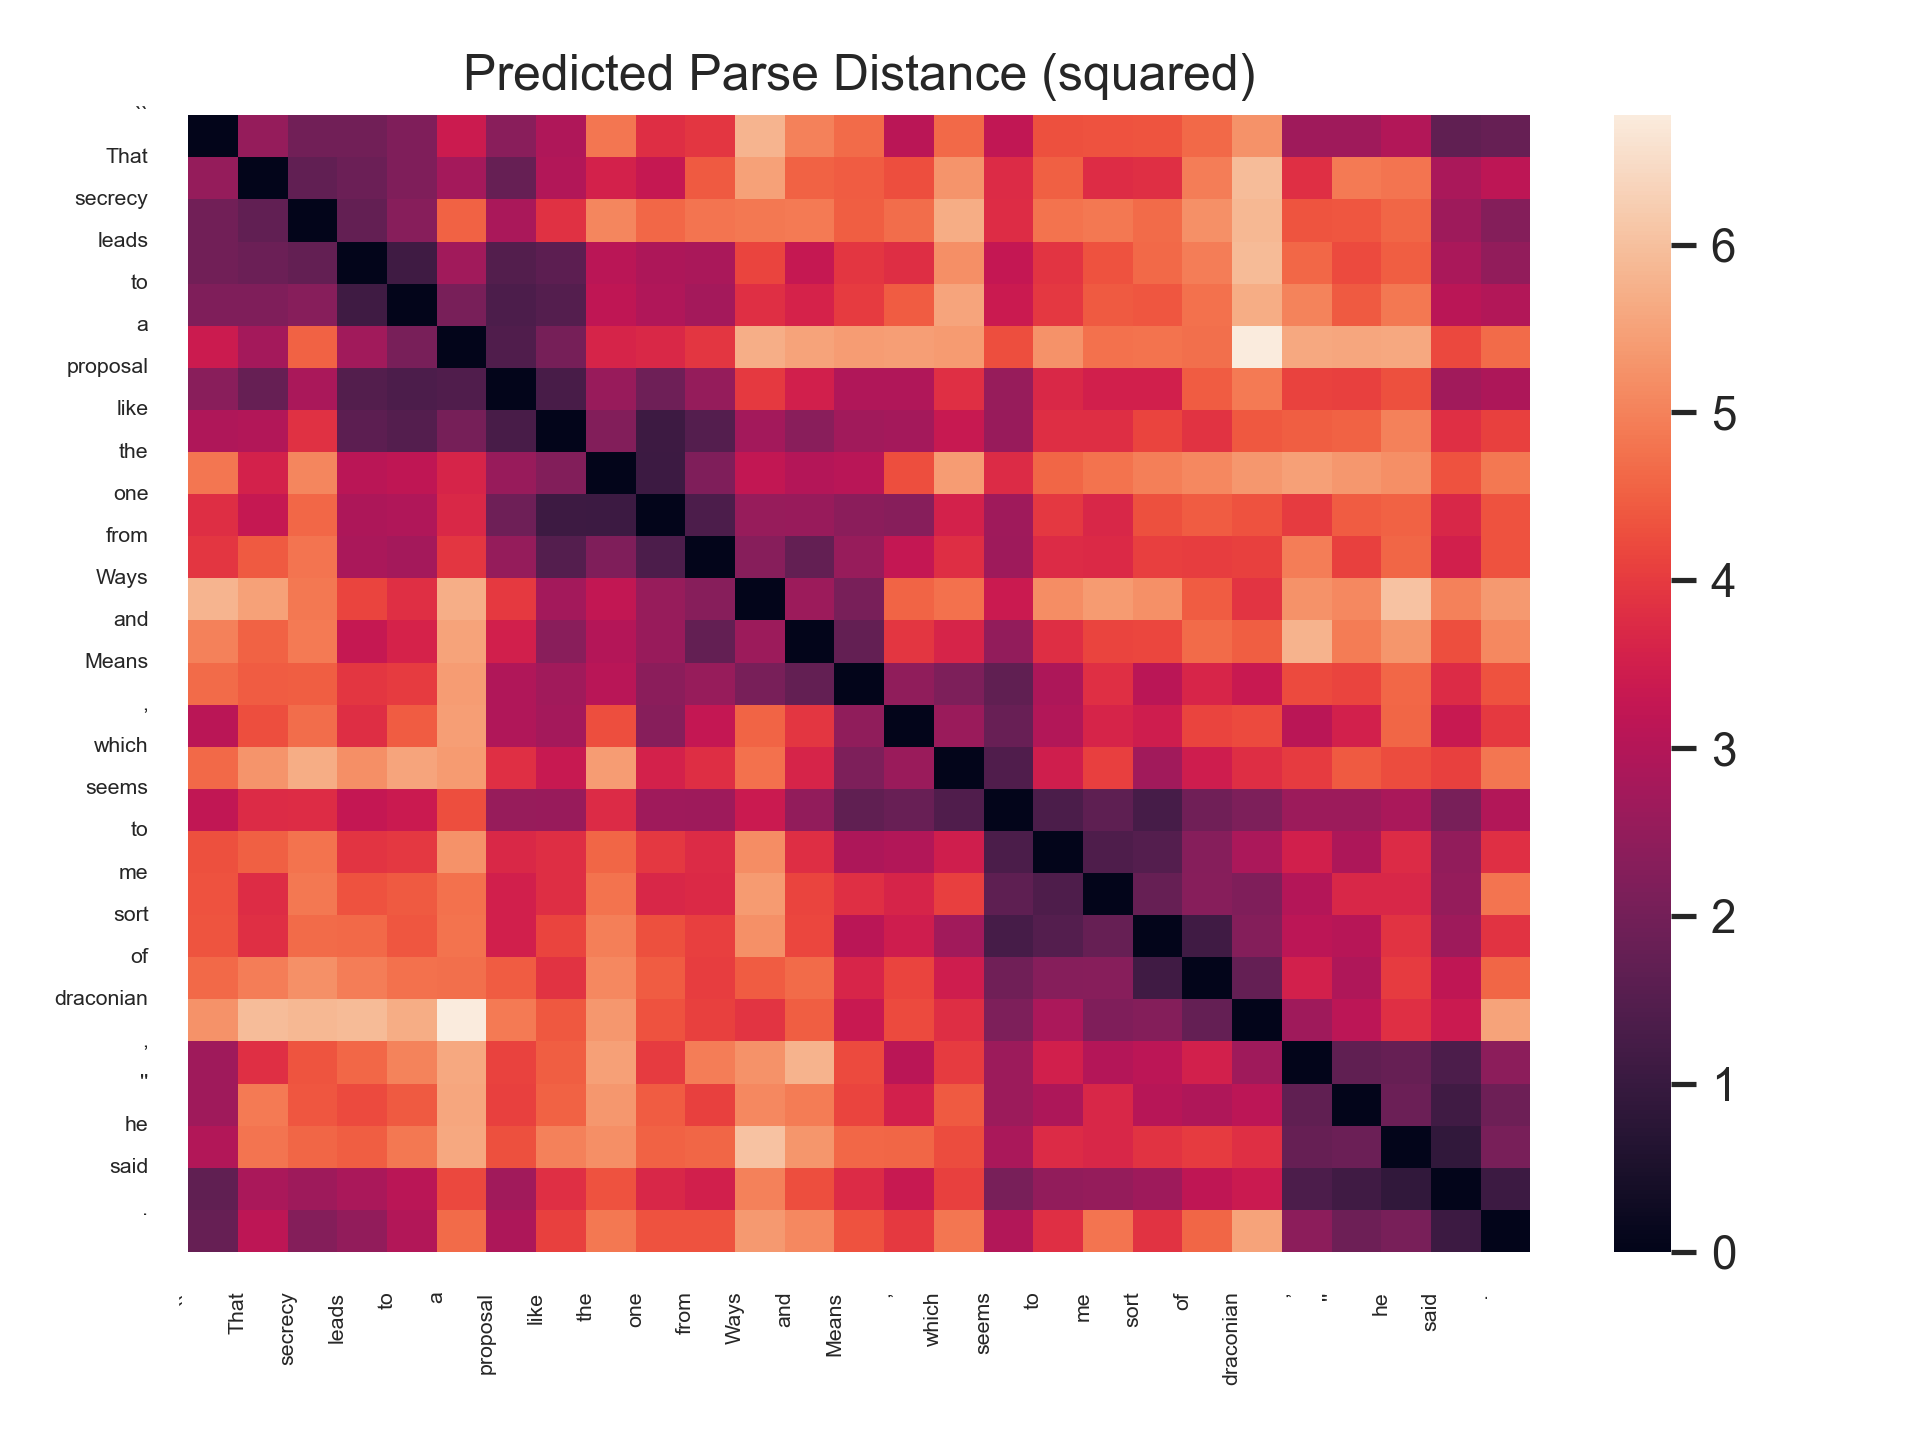 Predicted Parse Distance (squared)
``
That
secrecy
leads
to
a
proposal
like
the
one
from
Ways
and
Means
,
which
seems
to
me
sort
of
draconian
,
''
he
said
.
6
5
4
3
2
1
0
`` That secrecy leads to a proposal like the one from Ways and Means , which seems to me sort of draconian , '' he said .